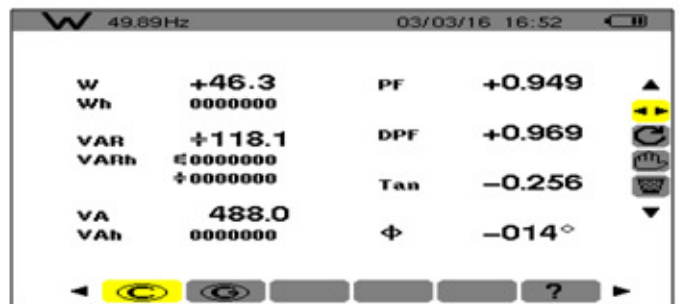 W 49.89Hz 03/03/16 16:52
W +46.3 PF +0.949
Wh 0000000
VAR ÷118.1 DPF +0.969
VARh 0000000
÷0000000 Tan −0.256
VA 488.0
VAh 0000000 Φ −014°
?